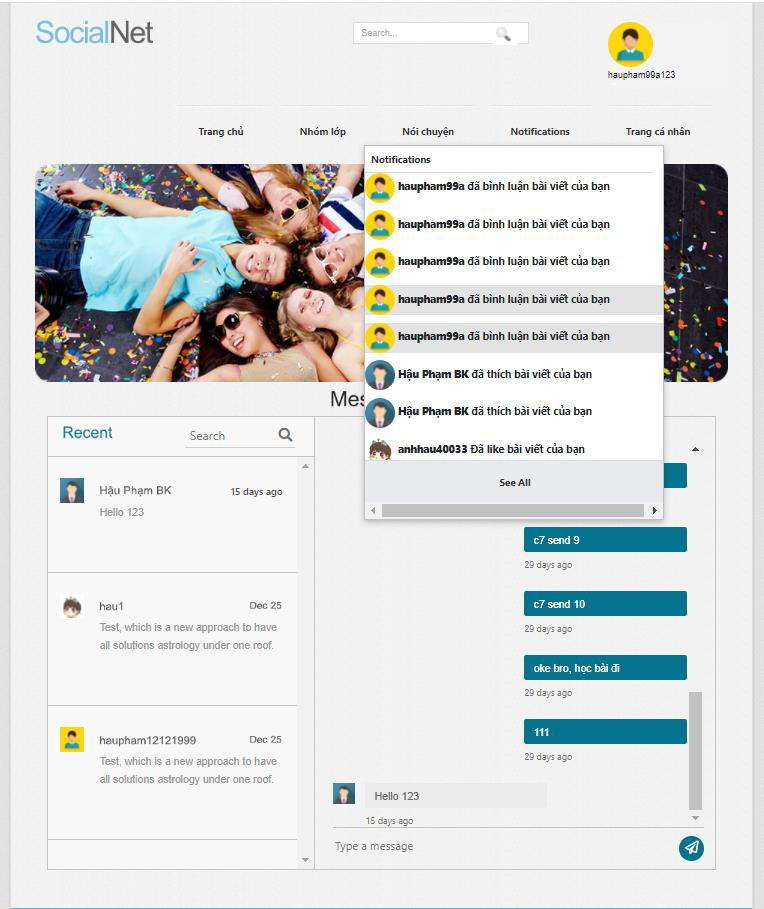 SocialNet
Search...
haupham99a123
Trang chủ
Nhóm lớp
Nói chuyện
Notifications
Trang cá nhân
Notifications
haupham99a đã bình luận bài viết của bạn
haupham99a đã bình luận bài viết của bạn
haupham99a đã bình luận bài viết của bạn
haupham99a đã bình luận bài viết của bạn
haupham99a đã bình luận bài viết của bạn
Hậu Phạm BK đã thích bài viết của bạn
Hậu Phạm BK đã thích bài viết của bạn
anhhau40033 Đã like bài viết của bạn
See All
Recent
Search
Hậu Phạm BK
15 days ago
Hello 123
hau1
Dec 25
Test, which is a new approach to have
all solutions astrology under one roof.
haupham12121999
Dec 25
Test, which is a new approach to have
all solutions astrology under one roof.
c7 send 9
29 days ago
c7 send 10
29 days ago
oke bro, học bài đi
29 days ago
111
29 days ago
Hello 123
15 days ago
Type a message